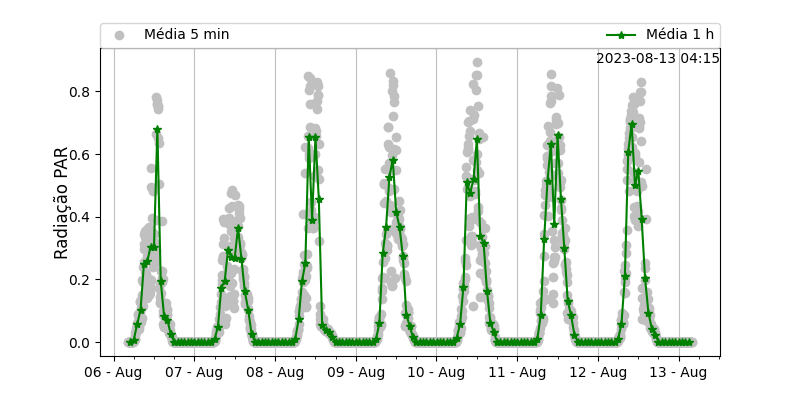 Média 5 min
Média 1 h
2023-08-13 04:15
Radiação PAR
0.8
0.6
0.4
0.2
0.0
06 - Aug
07 - Aug
08 - Aug
09 - Aug
10 - Aug
11 - Aug
12 - Aug
13 - Aug